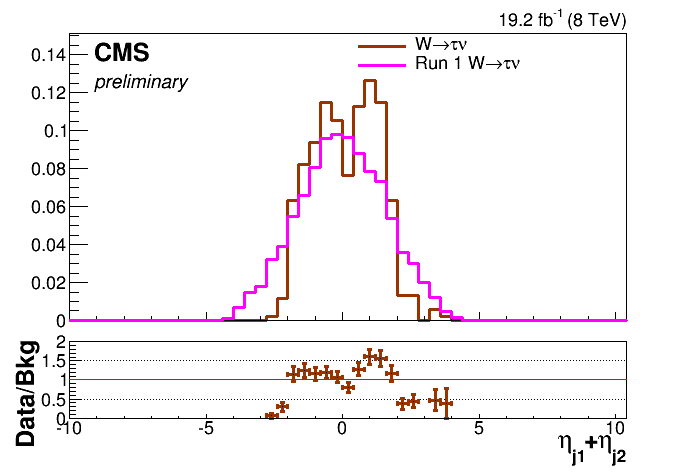 19.2 fb⁻¹ (8 TeV)
CMS
preliminary
W→τν
Run 1 W→τν
0.14
0.12
0.1
0.08
0.06
0.04
0.02
0
Data/Bkg
2
1.5
1
0.5
0
-10 -5 0 5 10
η_j1+η_j2